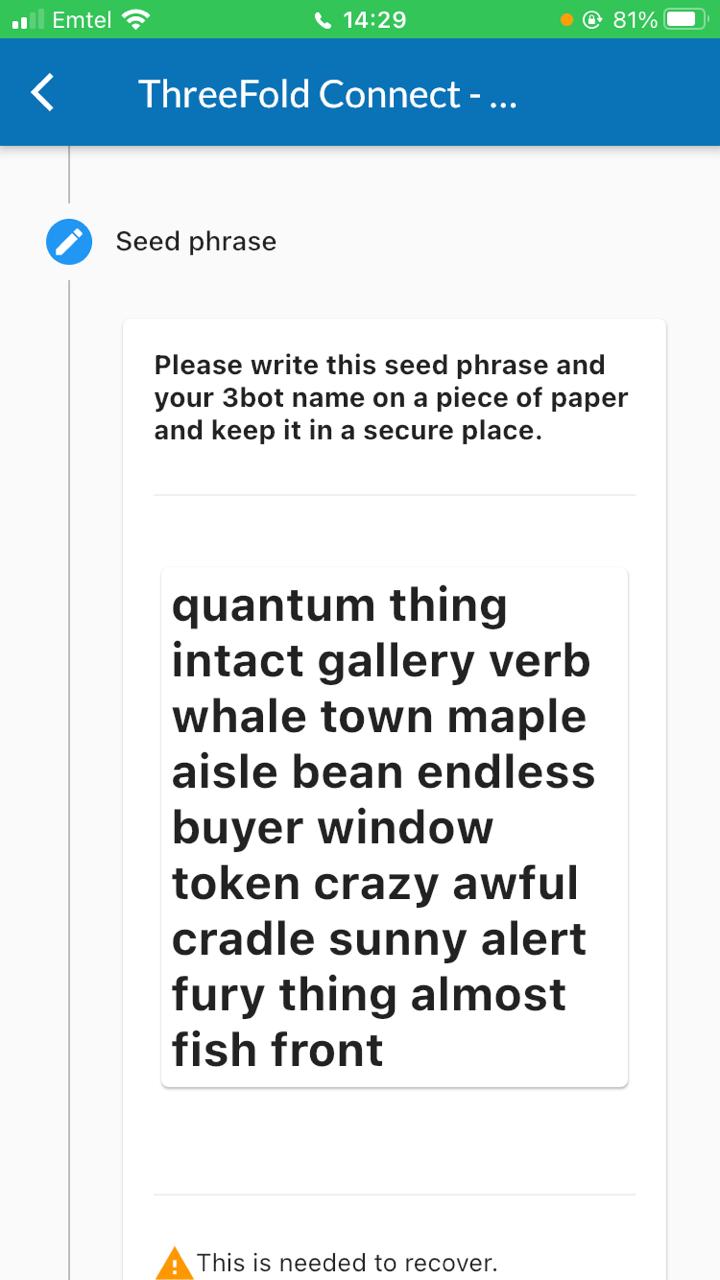 Emtel 14:29 81%
ThreeFold Connect - ...
Seed phrase
Please write this seed phrase and
your 3bot name on a piece of paper
and keep it in a secure place.
quantum thing
intact gallery verb
whale town maple
aisle bean endless
buyer window
token crazy awful
cradle sunny alert
fury thing almost
fish front
This is needed to recover.